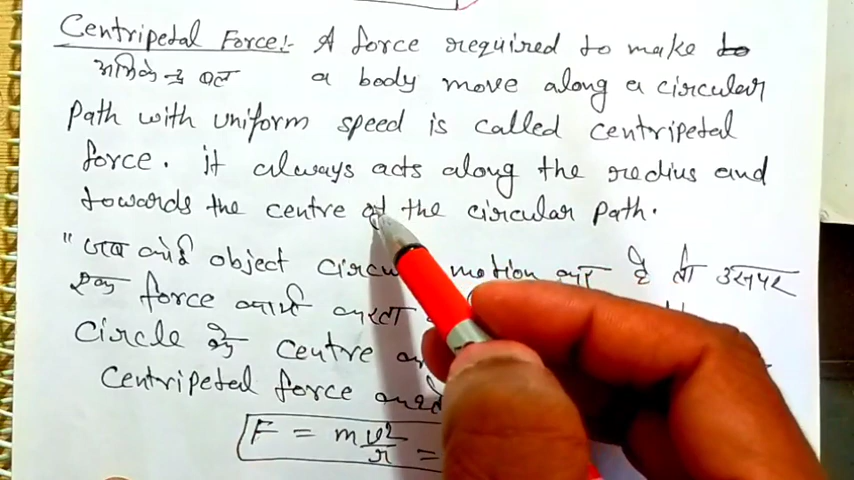 Centripetal Force:- A force required to make to
अभिकेन्द्र बल a body move along a circular
Path with uniform speed is called centripetal
force. it always acts along the radius and
towards the centre of the circular Path.
"जब कोई object circu motion कर है तो उसपर
एक force कार्य करता
Circle के centre
Centripetal force कहते
F = mv²/r =